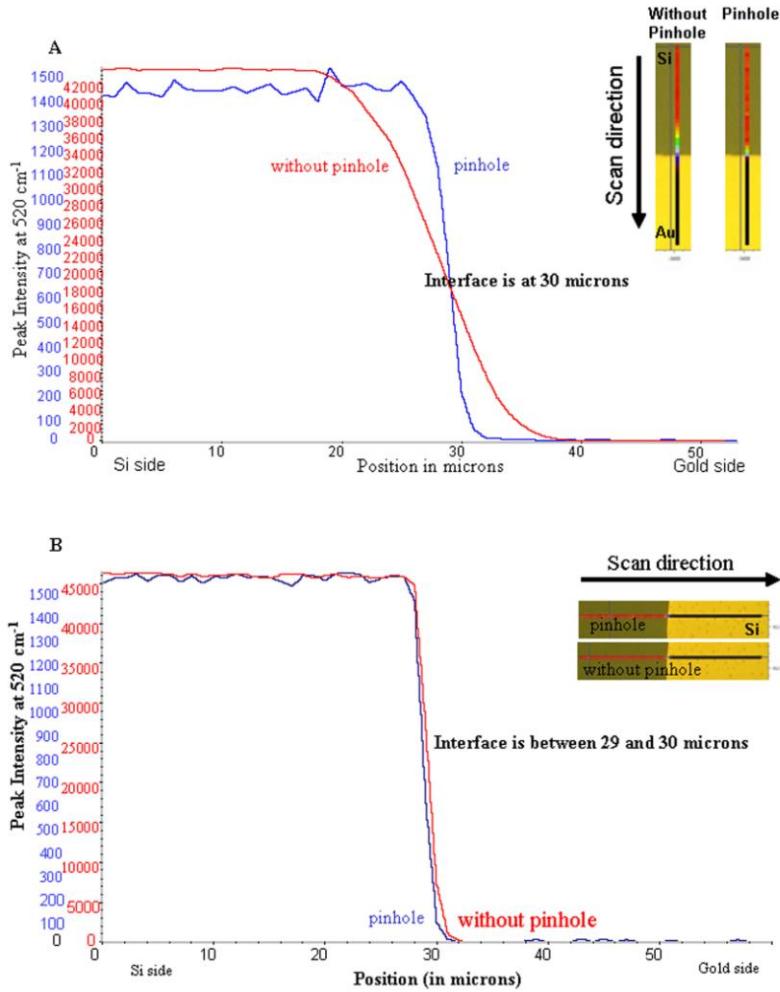 A
Without
Pinhole
Pinhole
Si
Scan direction
Au
Peak Intensity at 520 cm-1
1500
1400
1300
1200
1100
1000
900
800
700
600
500
400
300
200
100
0
42000
40000
38000
36000
34000
32000
30000
28000
26000
24000
22000
20000
18000
16000
14000
12000
10000
8000
6000
4000
2000
0
without pinhole
pinhole
Interface is at 30 microns
0 10 20 30 40 50
Si side
Position in microns
Gold side
B
Scan direction
pinhole
Si
without pinhole
Peak Intensity at 520 cm-1
1500
1400
1300
1200
1100
1000
900
800
700
600
500
400
300
200
100
0
45000
40000
35000
30000
25000
20000
15000
10000
5000
0
Interface is between 29 and 30 microns
pinhole
without pinhole
0 10 20 30 40 50
Si side
Position (in microns)
Gold side